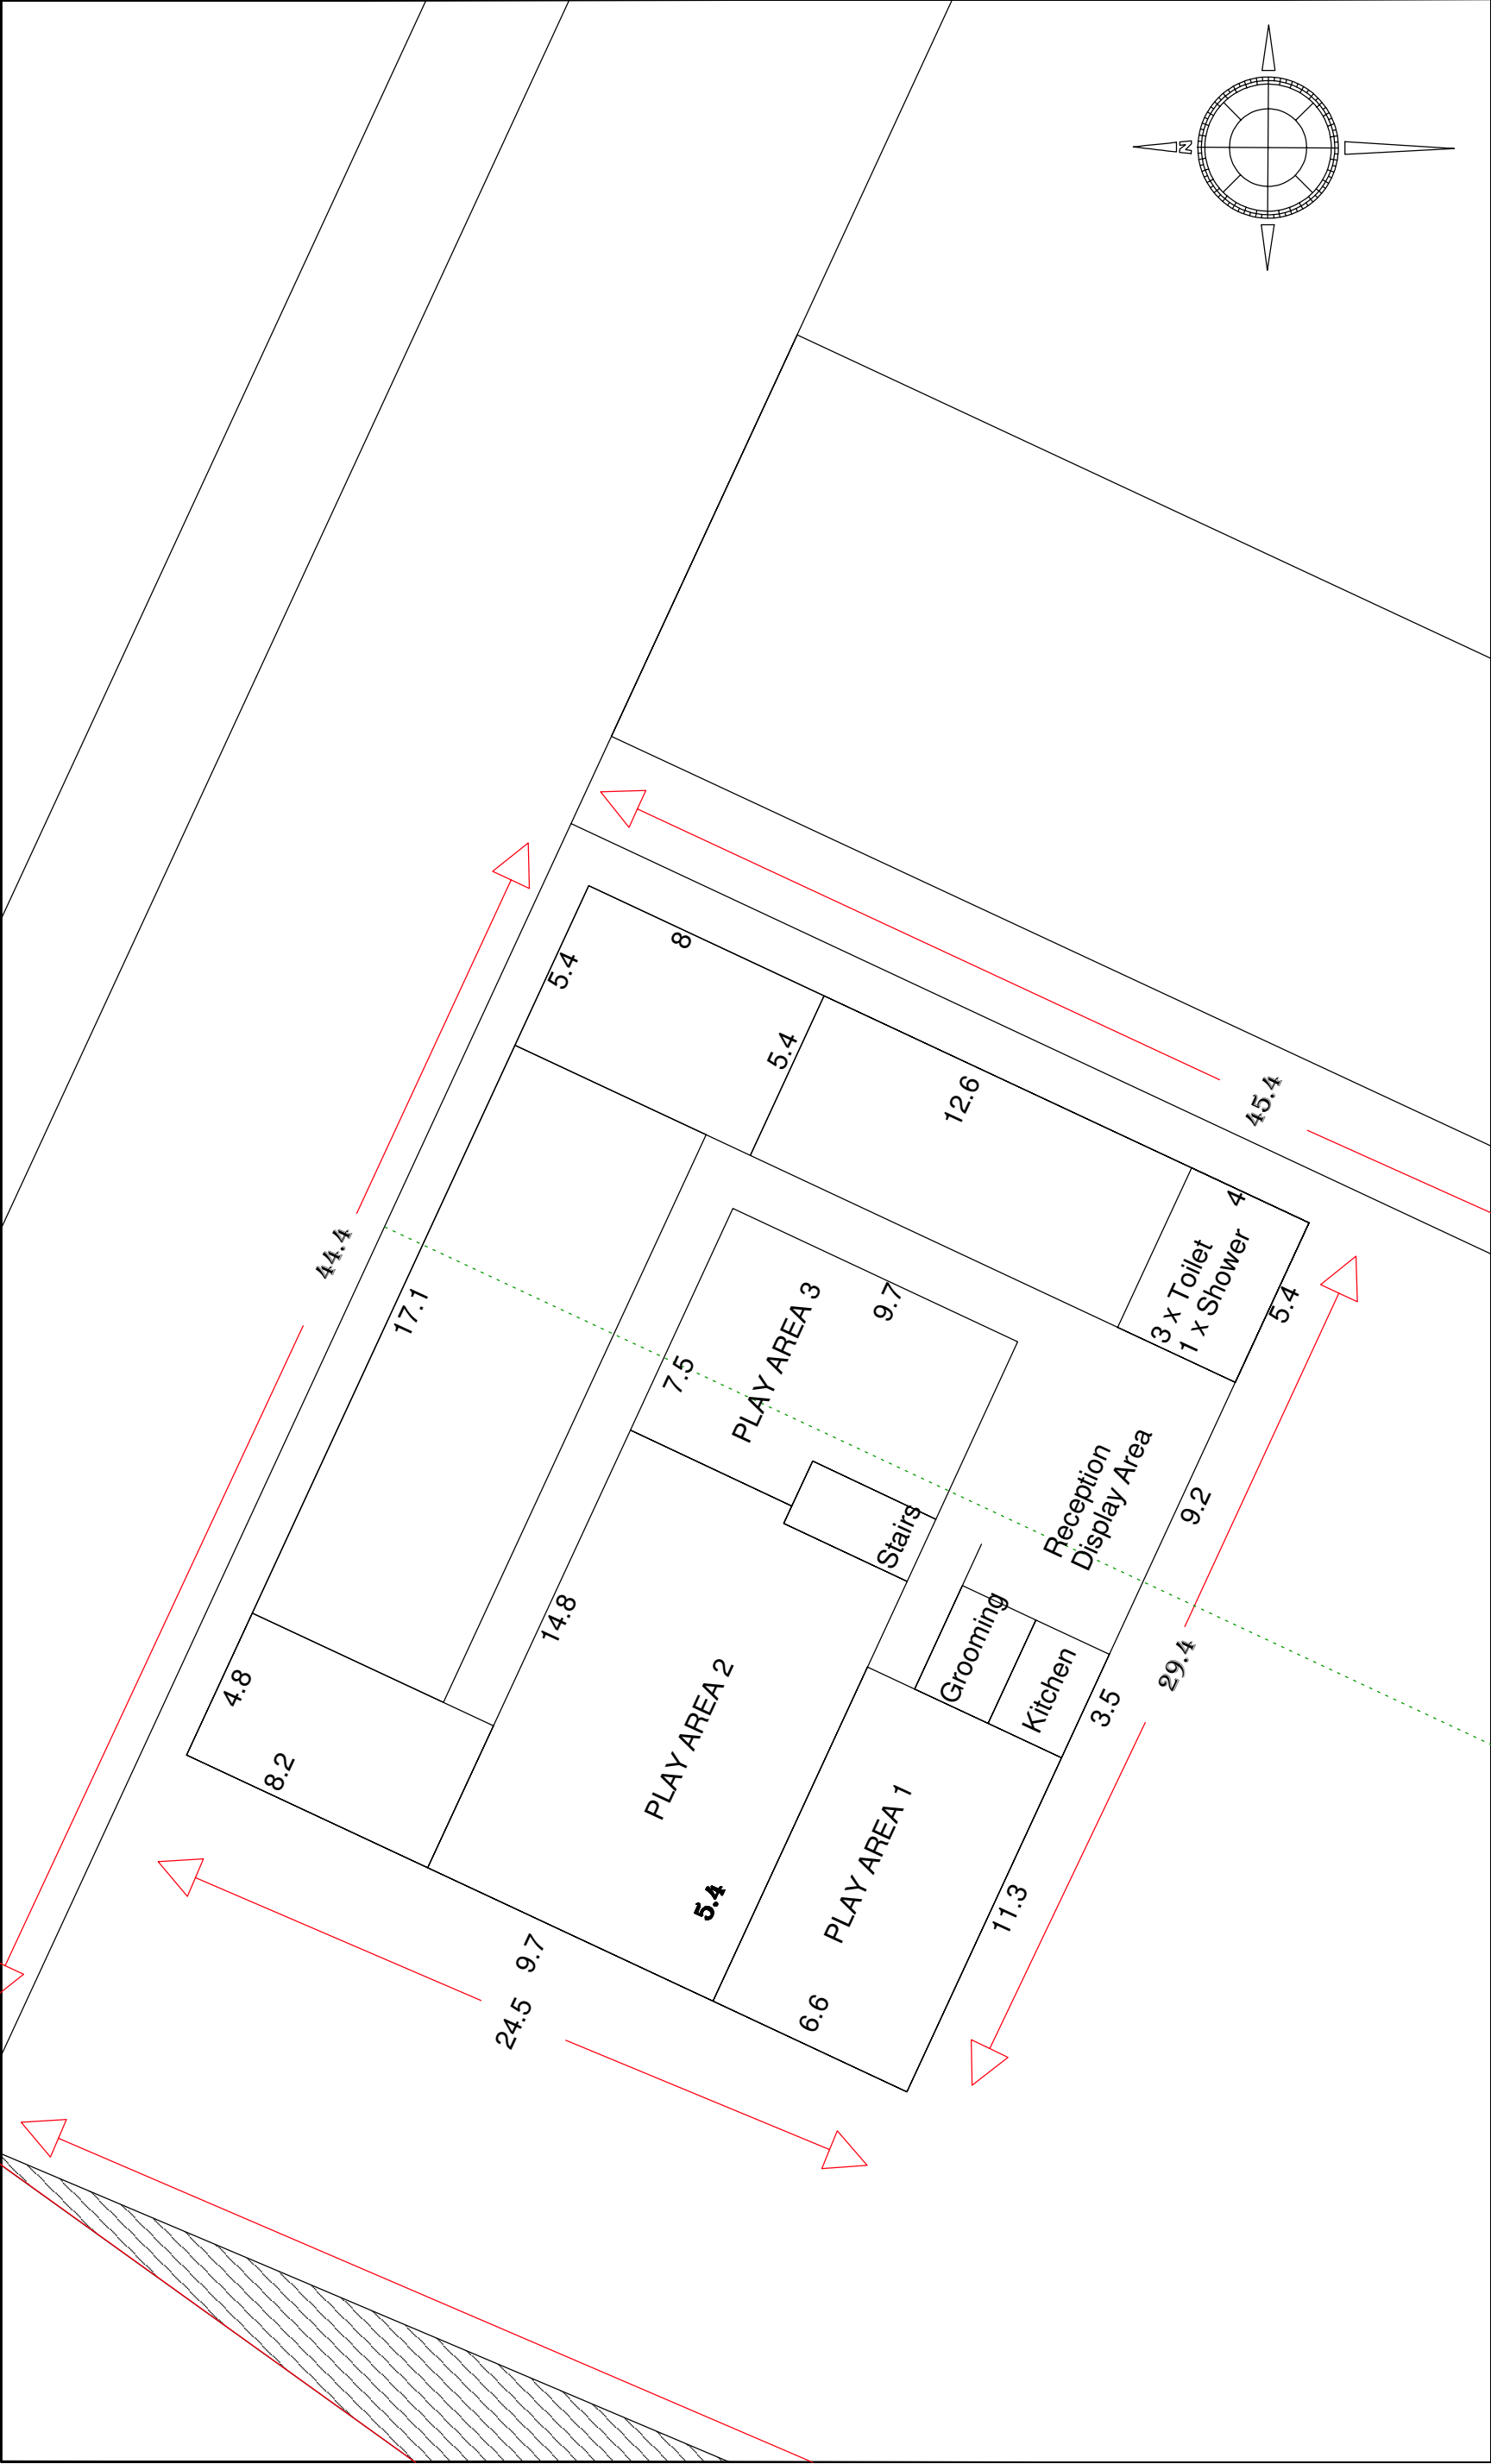 N
8
5.4
5.4
12.6
45.4
4
3 x Toilet
1 x Shower
5.4
44.4
17.1
7.5
PLAY AREA 3
9.7
Stairs
Reception
Display Area
9.2
14.8
Grooming
Kitchen
3.5
29.4
4.8
8.2
PLAY AREA 2
5.4
PLAY AREA 1
11.3
9.7
24.5
6.6